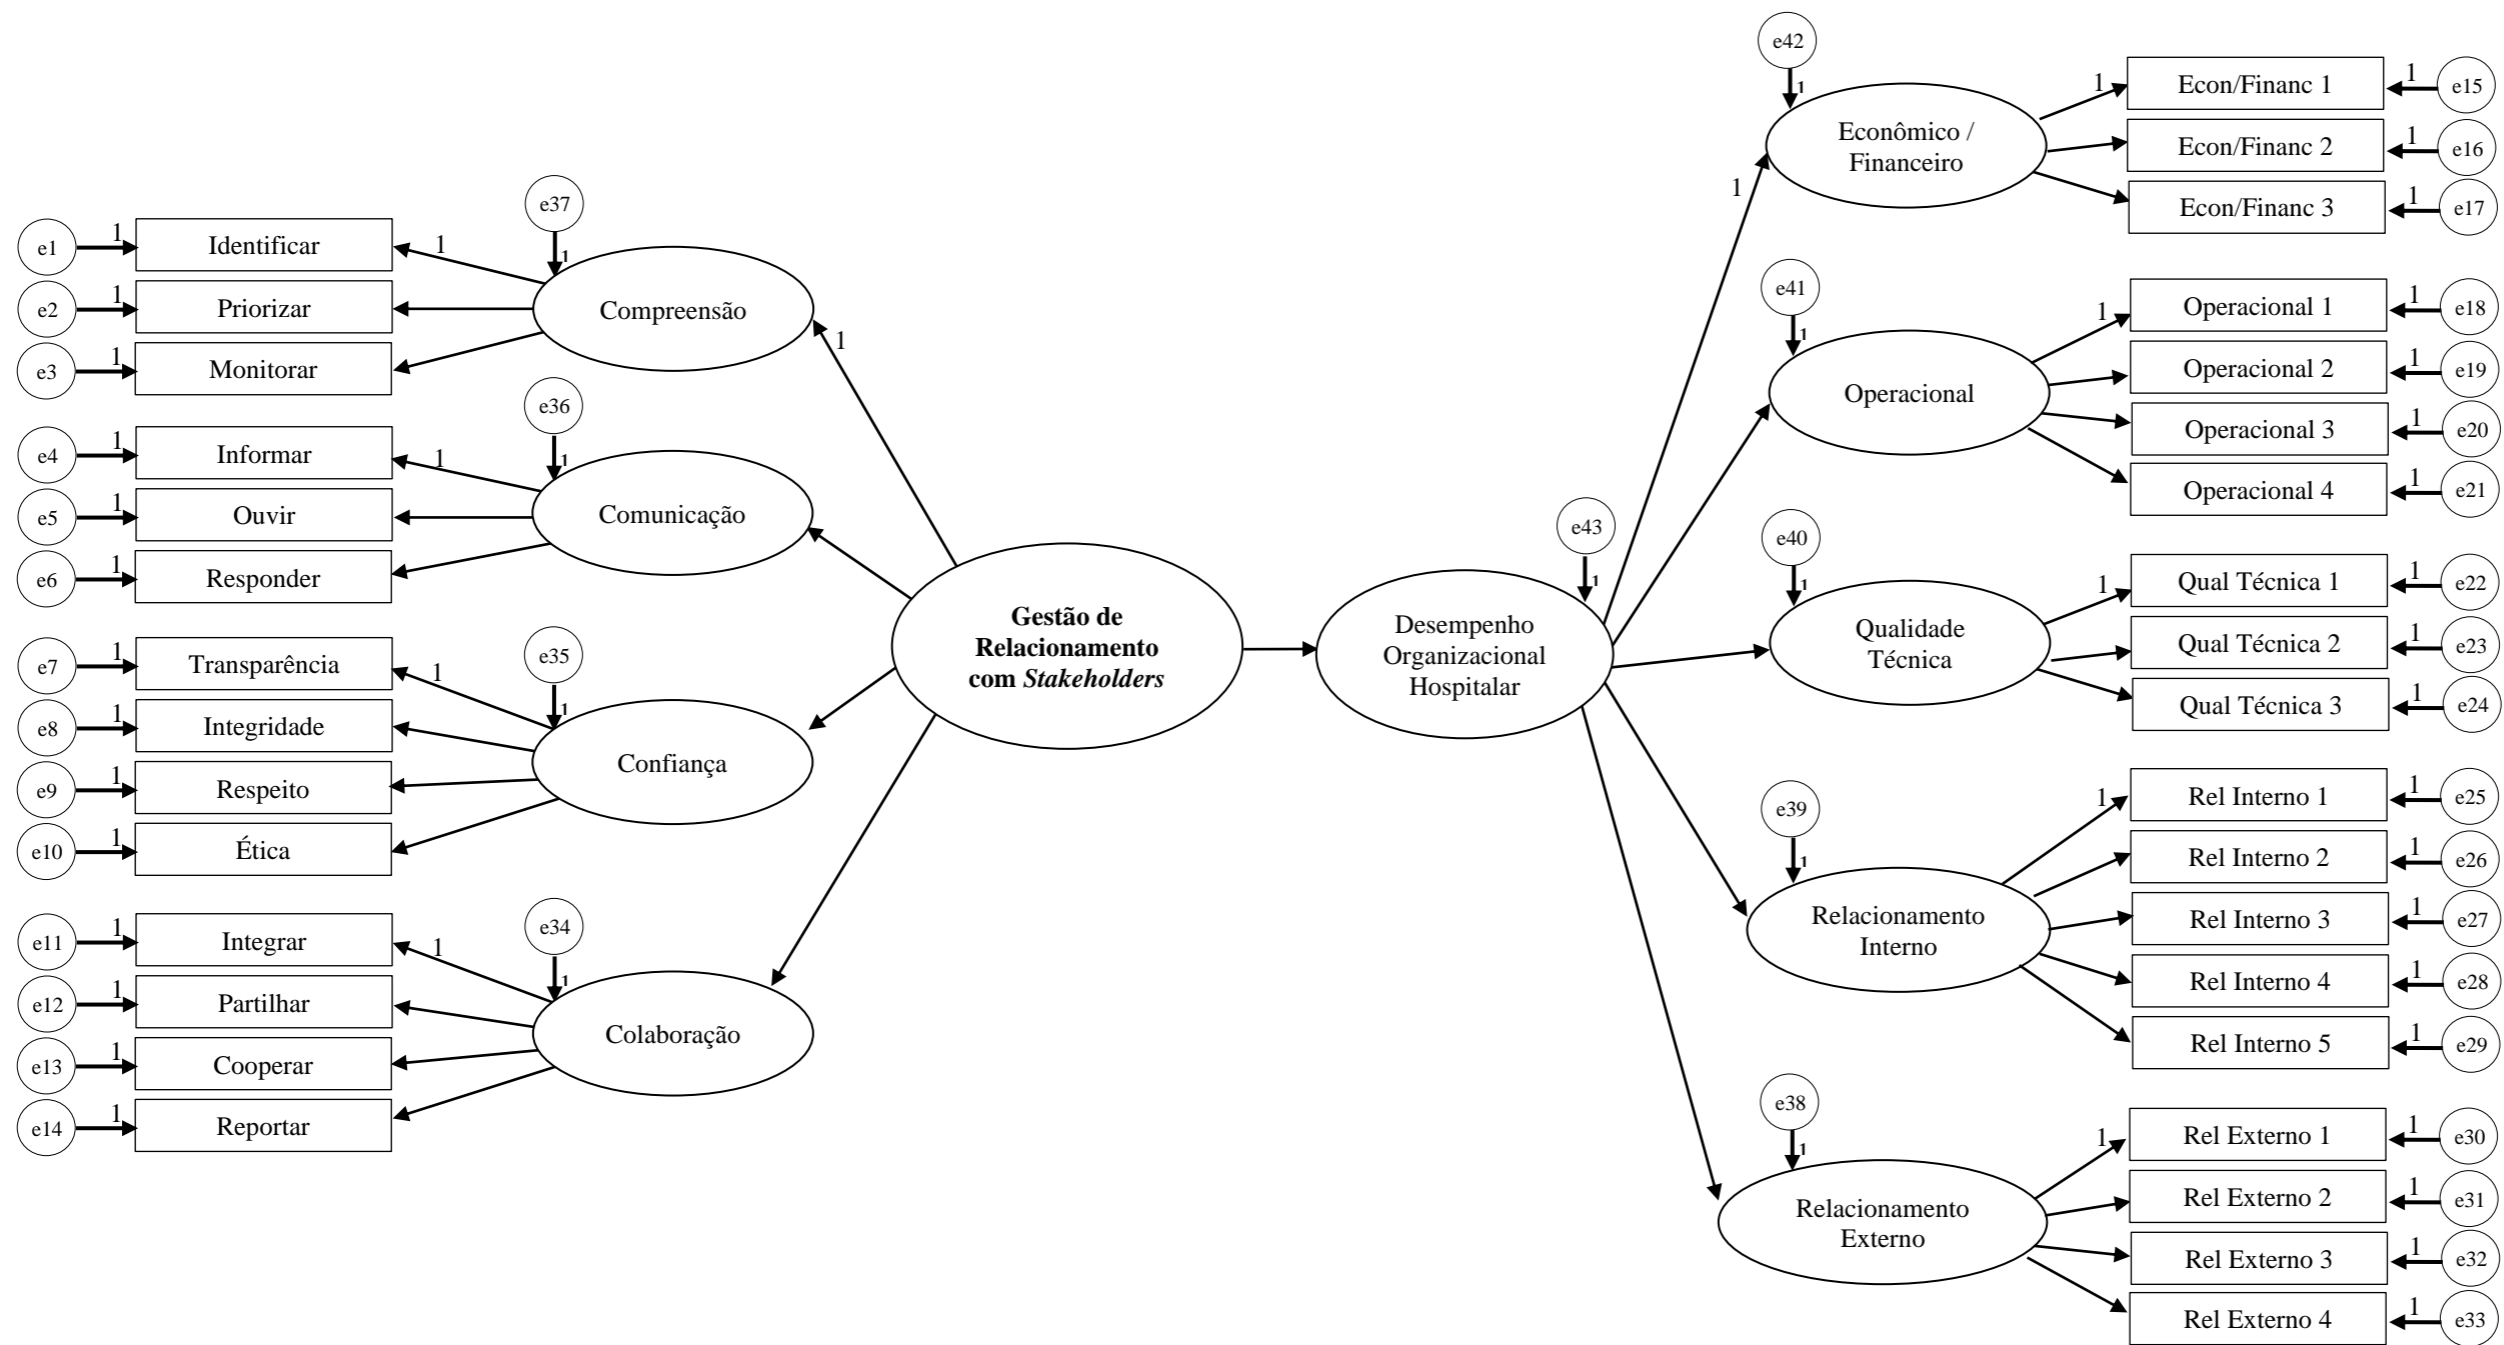 e1
1
Identificar
1
e2
1
Priorizar
e3
1
Monitorar
e37
1
Compreensão
1
e4
1
Informar
1
e5
1
Ouvir
e6
1
Responder
e36
1
Comunicação
e7
1
Transparência
1
e8
1
Integridade
e9
1
Respeito
e10
1
Ética
e35
1
Confiança
e11
1
Integrar
1
e12
1
Partilhar
e13
1
Cooperar
e14
1
Reportar
e34
1
Colaboração
Gestão de
Relacionamento
com Stakeholders
e43
1
Desempenho
Organizacional
Hospitalar
e42
1
1
Econômico /
Financeiro
1
Econ/Financ 1
1
e15
Econ/Financ 2
1
e16
Econ/Financ 3
1
e17
e41
1
Operacional
1
Operacional 1
1
e18
Operacional 2
1
e19
Operacional 3
1
e20
Operacional 4
1
e21
e40
1
Qualidade
Técnica
1
Qual Técnica 1
1
e22
Qual Técnica 2
1
e23
Qual Técnica 3
1
e24
e39
1
Relacionamento
Interno
1
Rel Interno 1
1
e25
Rel Interno 2
1
e26
Rel Interno 3
1
e27
Rel Interno 4
1
e28
Rel Interno 5
1
e29
e38
1
Relacionamento
Externo
1
Rel Externo 1
1
e30
Rel Externo 2
1
e31
Rel Externo 3
1
e32
Rel Externo 4
1
e33